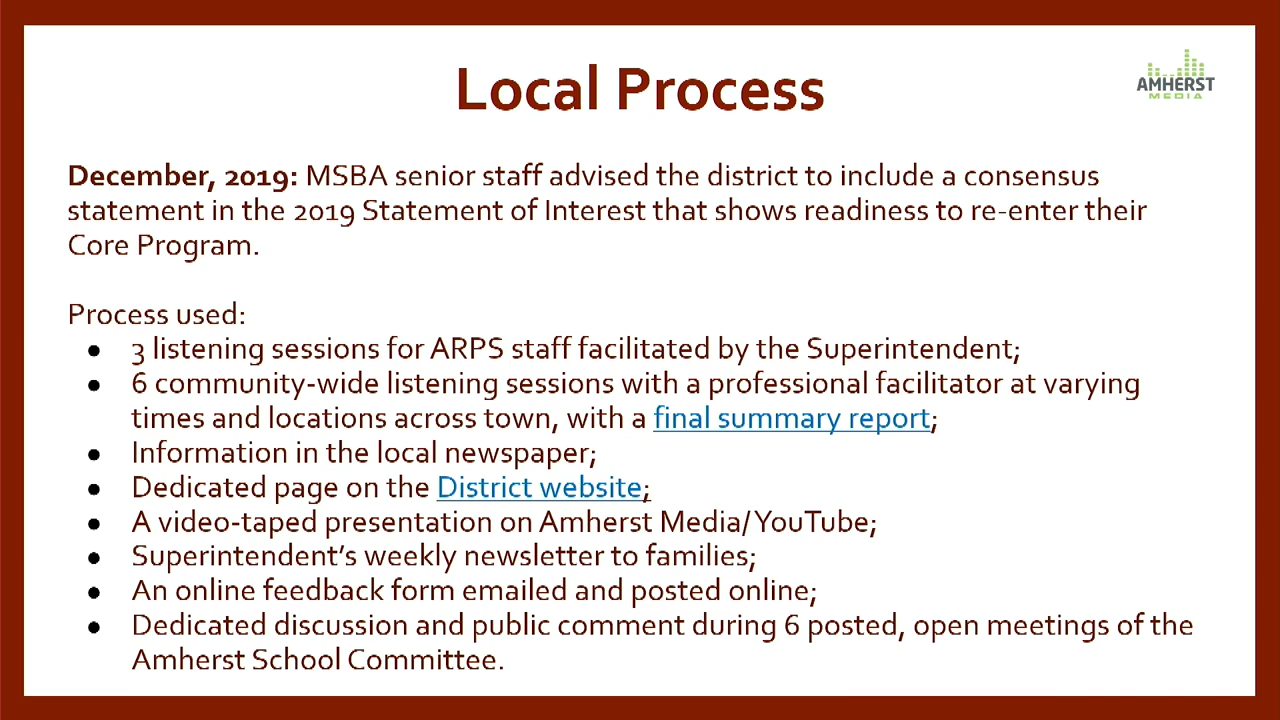 Local Process
AMHERST
MEDIA
December, 2019: MSBA senior staff advised the district to include a consensus
statement in the 2019 Statement of Interest that shows readiness to re-enter their
Core Program.
Process used:
● 3 listening sessions for ARPS staff facilitated by the Superintendent;
● 6 community-wide listening sessions with a professional facilitator at varying
times and locations across town, with a final summary report;
● Information in the local newspaper;
● Dedicated page on the District website;
● A video-taped presentation on Amherst Media/YouTube;
● Superintendent’s weekly newsletter to families;
● An online feedback form emailed and posted online;
● Dedicated discussion and public comment during 6 posted, open meetings of the
Amherst School Committee.